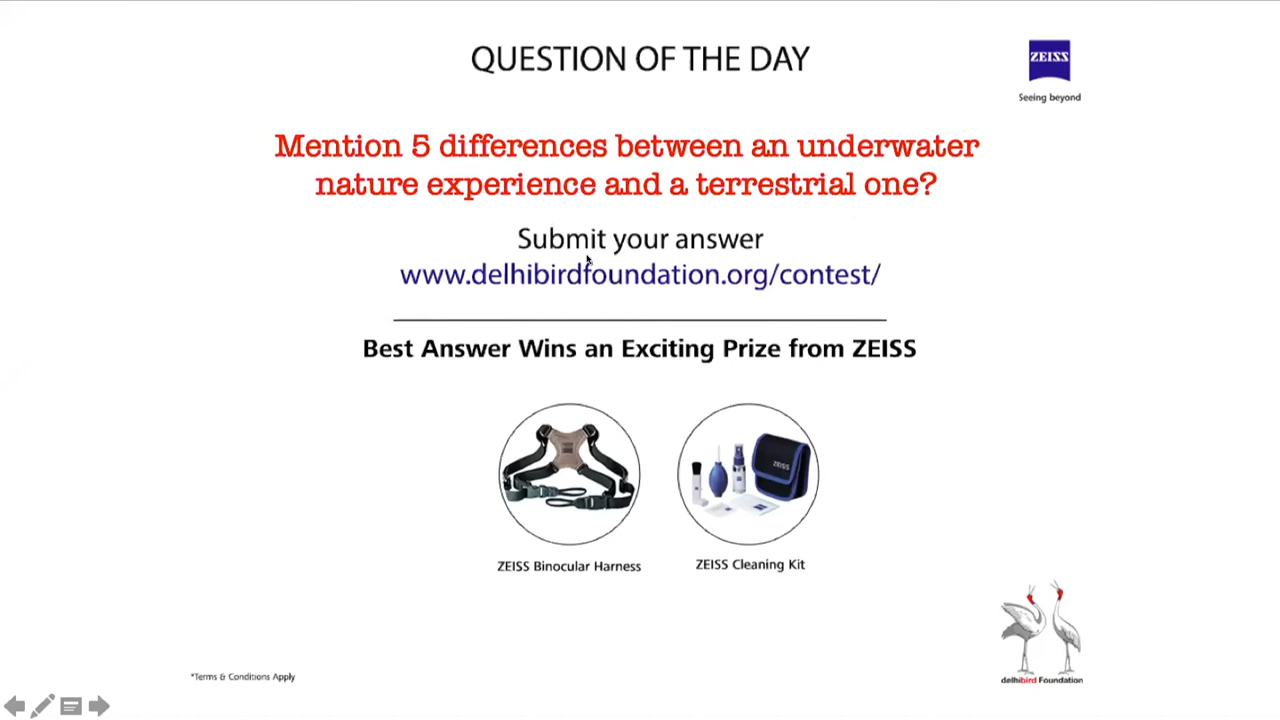 QUESTION OF THE DAY
ZEISS
Seeing beyond
Mention 5 differences between an underwater
nature experience and a terrestrial one?
Submit your answer
www.delhibirdfoundation.org/contest/
Best Answer Wins an Exciting Prize from ZEISS
ZEISS
ZEISS Binocular Harness
ZEISS Cleaning Kit
delhibird Foundation
*Terms & Conditions Apply